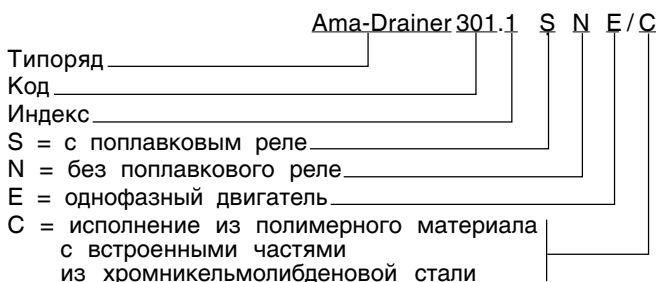 Ama-Drainer 301.1 S N E/C
Типоряд
Код
Индекс
S = с поплавковым реле
N = без поплавкового реле
E = однофазный двигатель
C = исполнение из полимерного материала
с встроенными частями
из хромникельмолибденовой стали